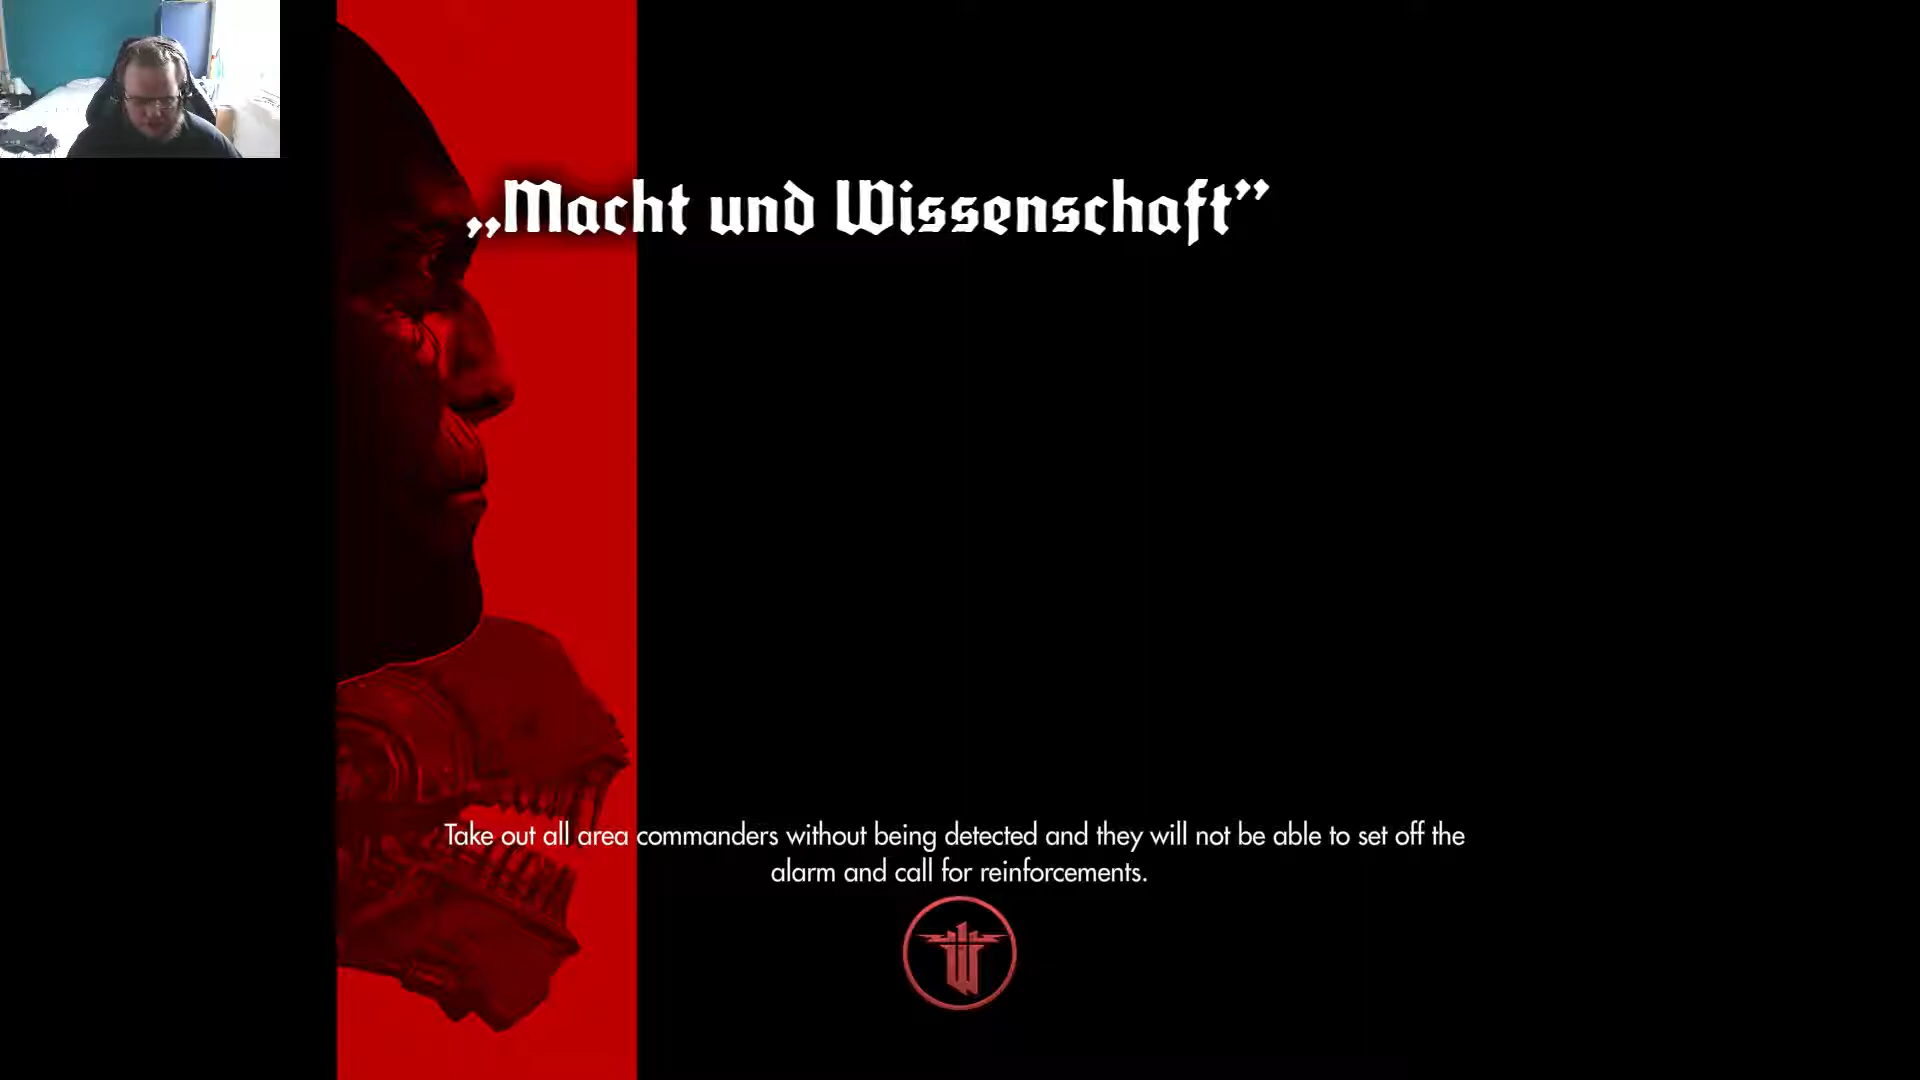 „Macht und Wissenschaft”
Take out all area commanders without being detected and they will not be able to set off the
alarm and call for reinforcements.